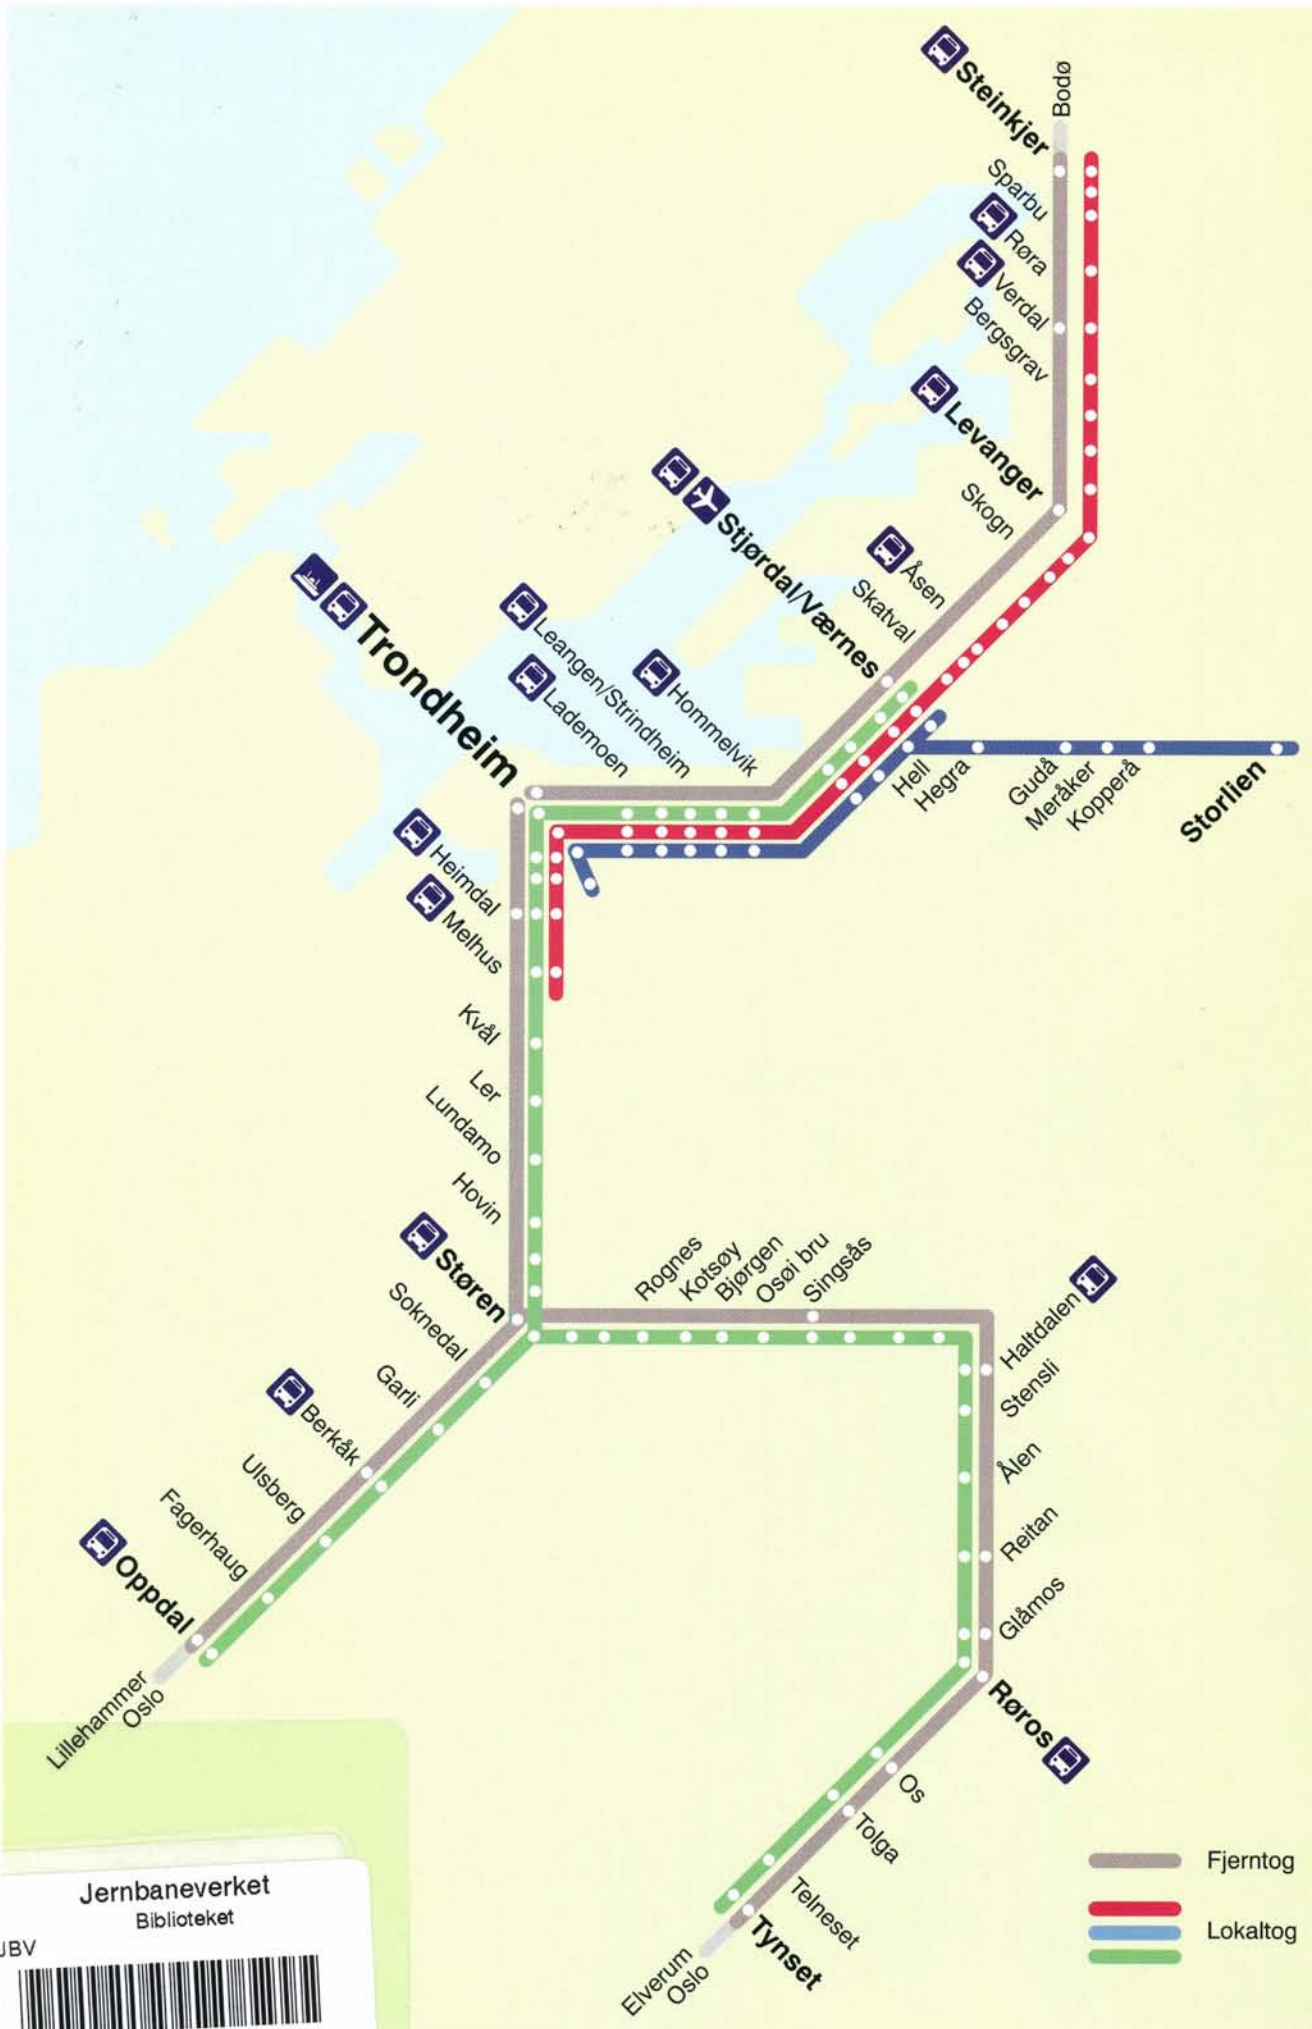 Steinkjer
Bodø
Sparbu
Røra
Verdal
Bergsgrav
Levanger
Skogn
Åsen
Skatval
Stjørdal/Værnes
Trondheim
Leangen/Strindheim
Lademoen
Hommelvik
Hell
Hegra
Gudå
Meråker
Kopperå
Storlien
Heimdal
Melhus
Kvål
Ler
Lundamo
Hovin
Støren
Soknedal
Garli
Berkåk
Ulsberg
Fagerhaug
Oppdal
Lillehammer
Oslo
Rognes
Kotsøy
Bjørgen
Osøi bru
Singsås
Haltdalen
Stensli
Ålen
Reitan
Glåmos
Røros
Os
Tolga
Telneset
Tynset
Elverum
Oslo
Fjerntog
Lokaltog
Jernbaneverket
Biblioteket
JBV